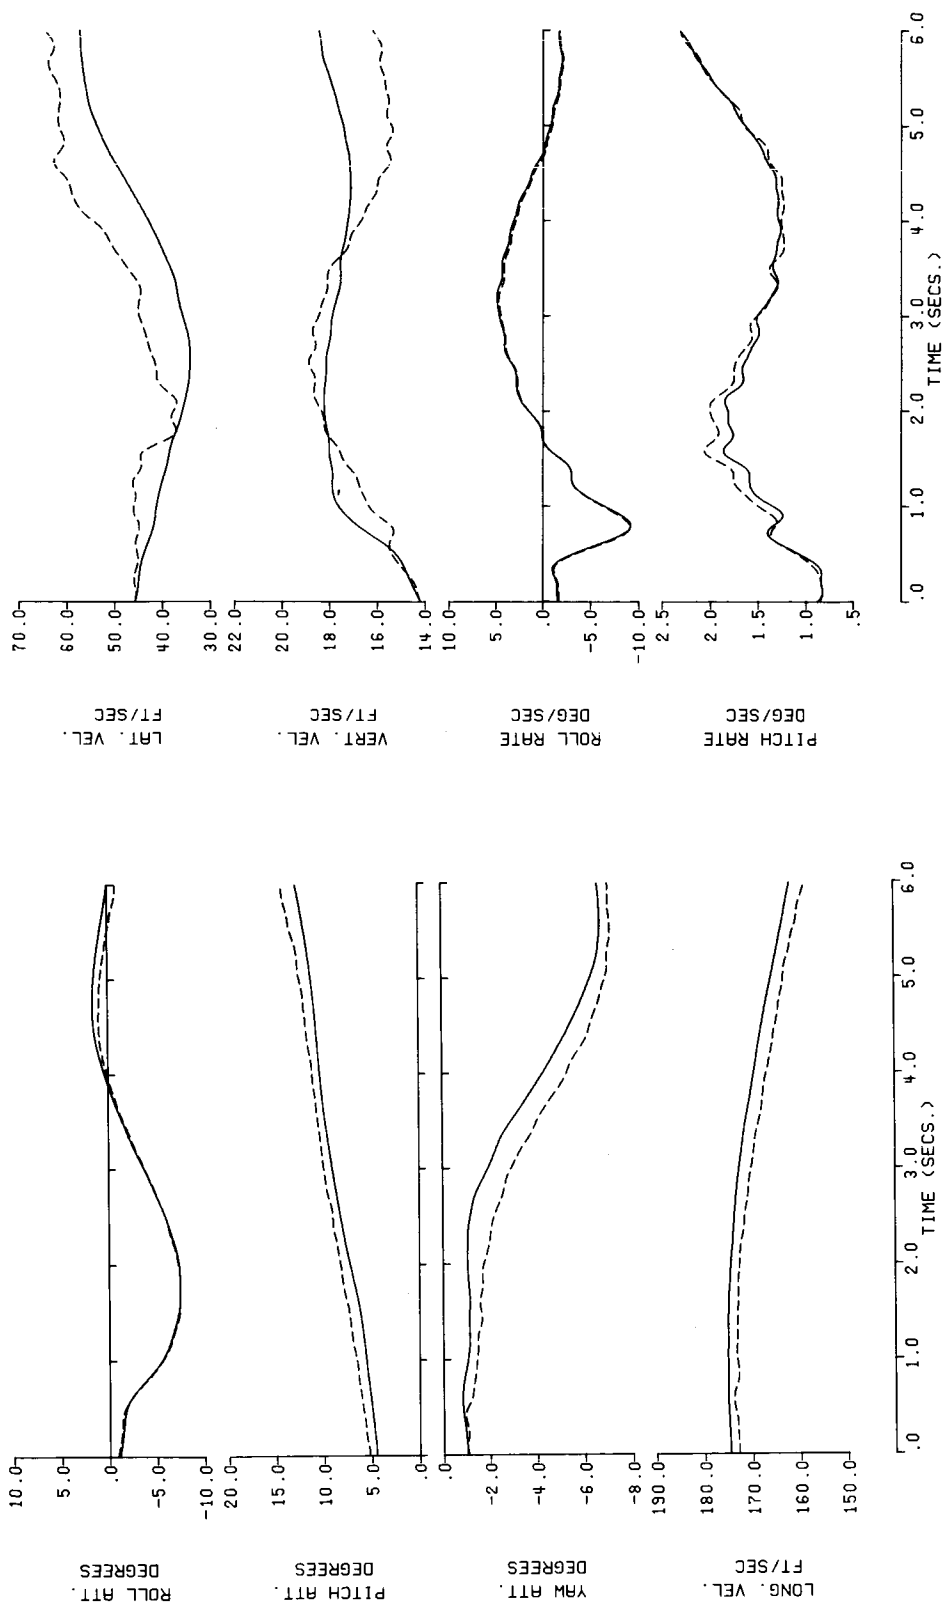 ROLL ATT.
DEGREES
10.0
5.0
.0
-5.0
-10.0
PITCH ATT.
DEGREES
20.0
15.0
10.0
5.0
.0
YAW ATT.
DEGREES
.0
-2.0
-4.0
-6.0
-8.0
LONG. VEL.
FT/SEC
190.0
180.0
170.0
160.0
150.0
.0 1.0 2.0 3.0 4.0 5.0 6.0
TIME (SECS.)
LAT. VEL.
FT/SEC
70.0
60.0
50.0
40.0
30.0
VERT. VEL.
FT/SEC
22.0
20.0
18.0
16.0
14.0
ROLL RATE
DEG/SEC
10.0
5.0
.0
-5.0
-10.0
PITCH RATE
DEG/SEC
2.5
2.0
1.5
1.0
.5
.0 1.0 2.0 3.0 4.0 5.0 6.0
TIME (SECS.)